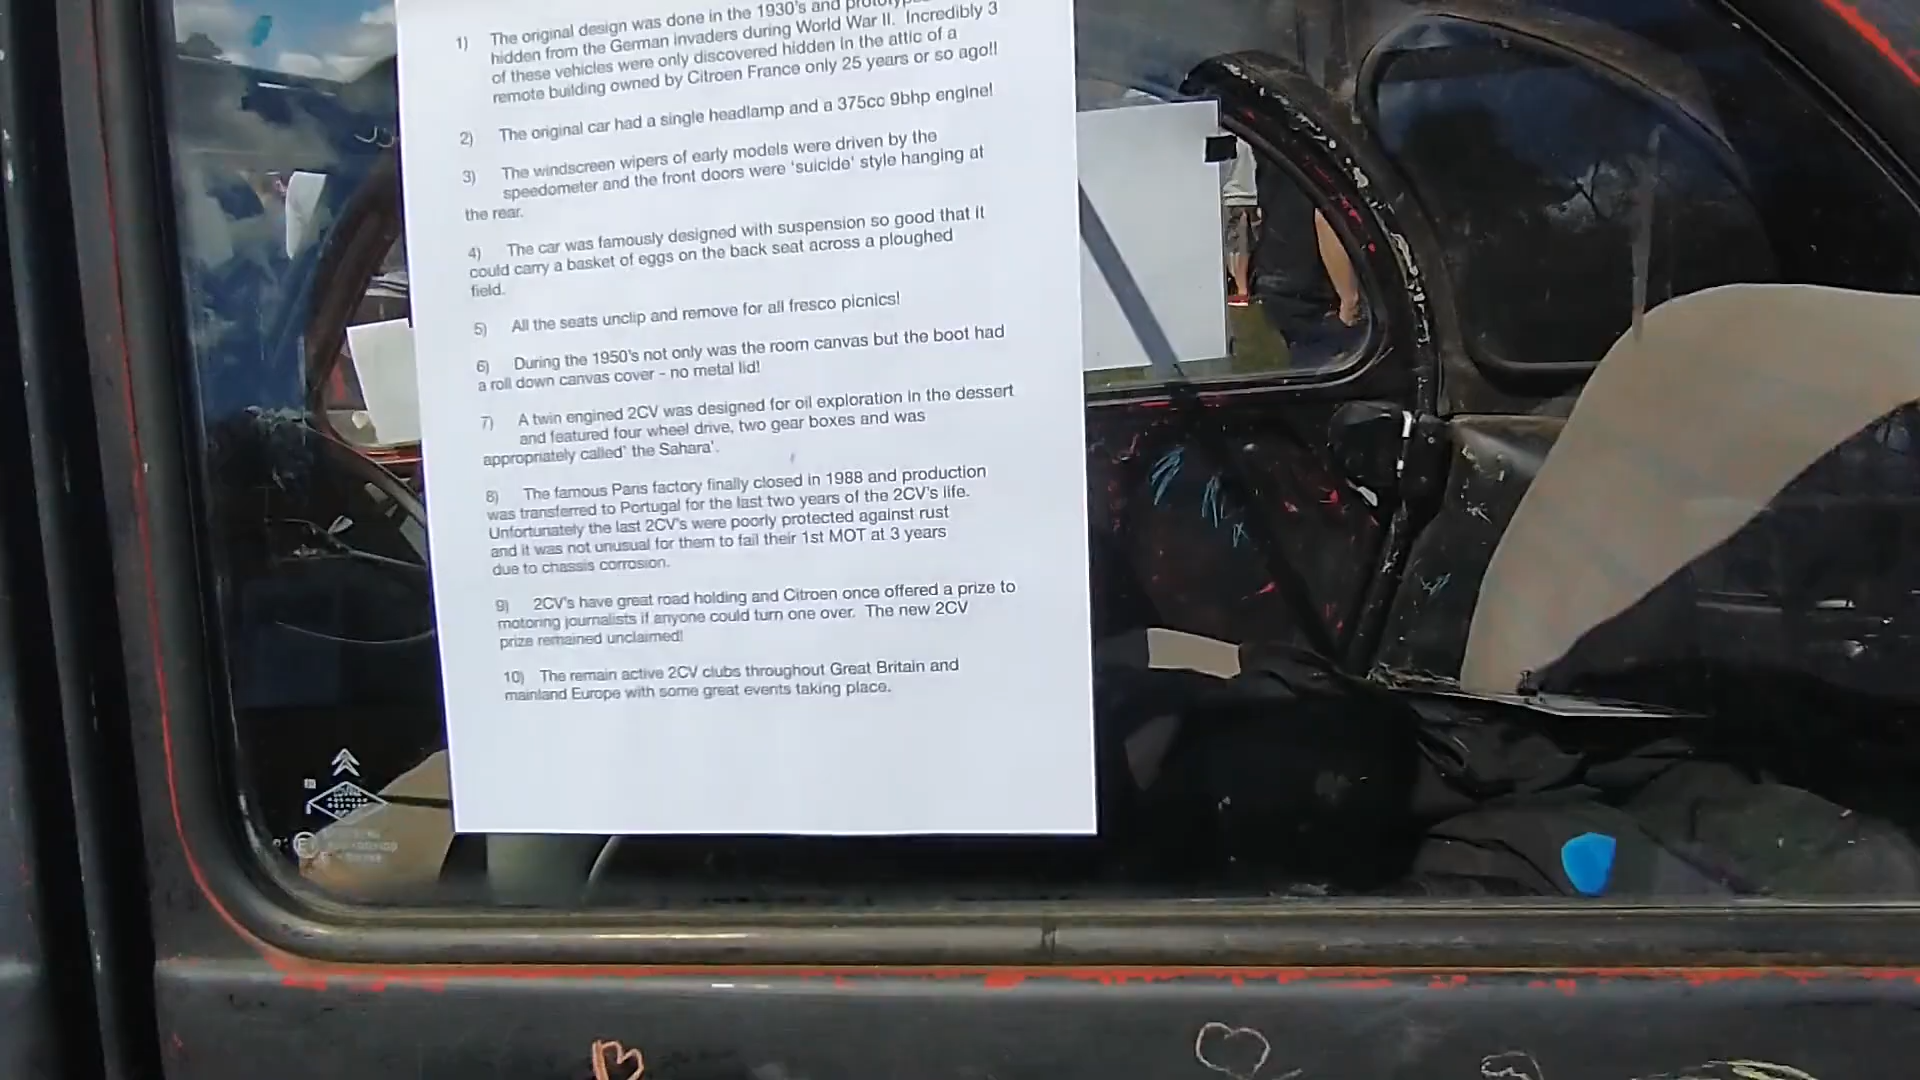 1) The original design was done in the 1930's and
hidden from the German invaders during World War II. Incredibly 3
of these vehicles were only discovered hidden in the attic of a
remote building owned by Citroen France only 25 years or so ago!!
2) The original car had a single headlamp and a 375cc 9bhp engine!
3) The windscreen wipers of early models were driven by the
speedometer and the front doors were 'suicide' style hanging at
the rear.
4) The car was famously designed with suspension so good that it
could carry a basket of eggs on the back seat across a ploughed
field.
5) All the seats unclip and remove for all fresco picnics!
6) During the 1950's not only was the room canvas but the boot had
a roll down canvas cover – no metal lid!
7) A twin engined 2CV was designed for oil exploration in the dessert
and featured four wheel drive, two gear boxes and was
appropriately called' the Sahara'.
8) The famous Paris factory finally closed in 1988 and production
was transferred to Portugal for the last two years of the 2CV's life.
Unfortunately the last 2CV's were poorly protected against rust
and it was not unusual for them to fail their 1st MOT at 3 years
due to chassis corrosion.
9) 2CV's have great road holding and Citroen once offered a prize to
motoring journalists if anyone could turn one over. The new 2CV
prize remained unclaimed!
10) The remain active 2CV clubs throughout Great Britain and
mainland Europe with some great events taking place.